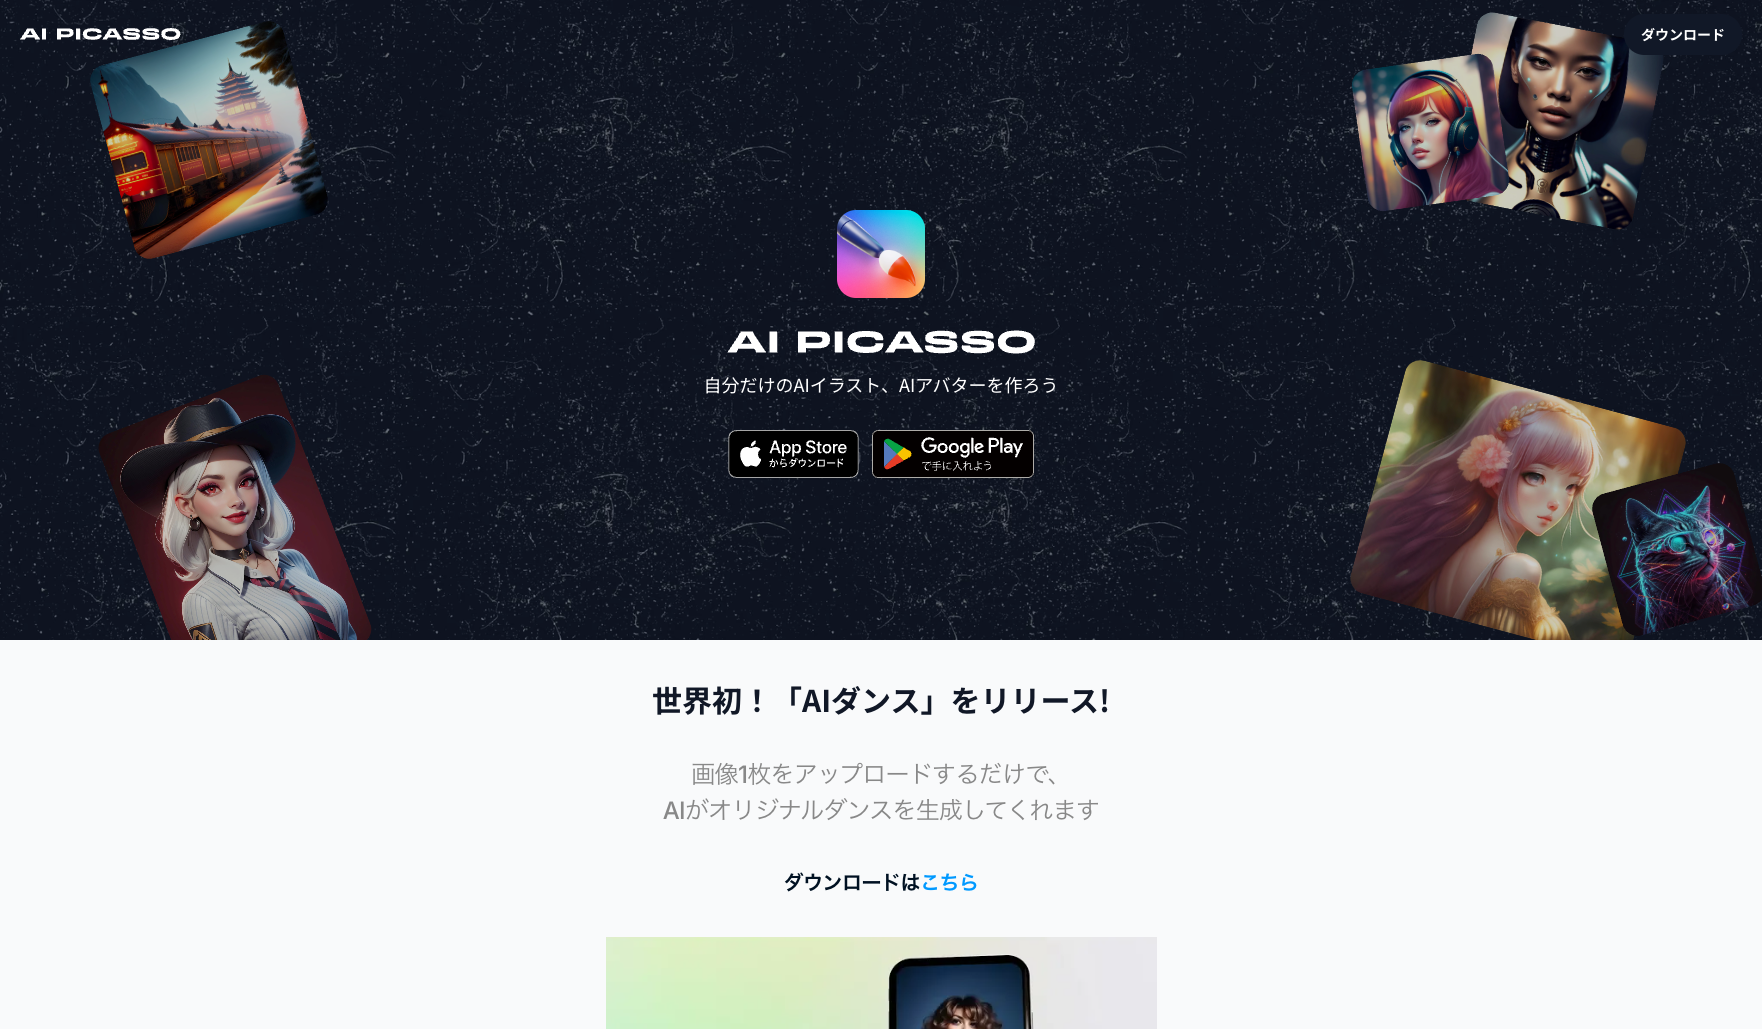 AI PICASSO
ダウンロード
AI PICASSO
自分だけのAIイラスト、AIアバターを作ろう
App Store
からダウンロード
Google Play
で手に入れよう
世界初！「AIダンス」をリリース!
画像1枚をアップロードするだけで、
AIがオリジナルダンスを生成してくれます
ダウンロードはこちら